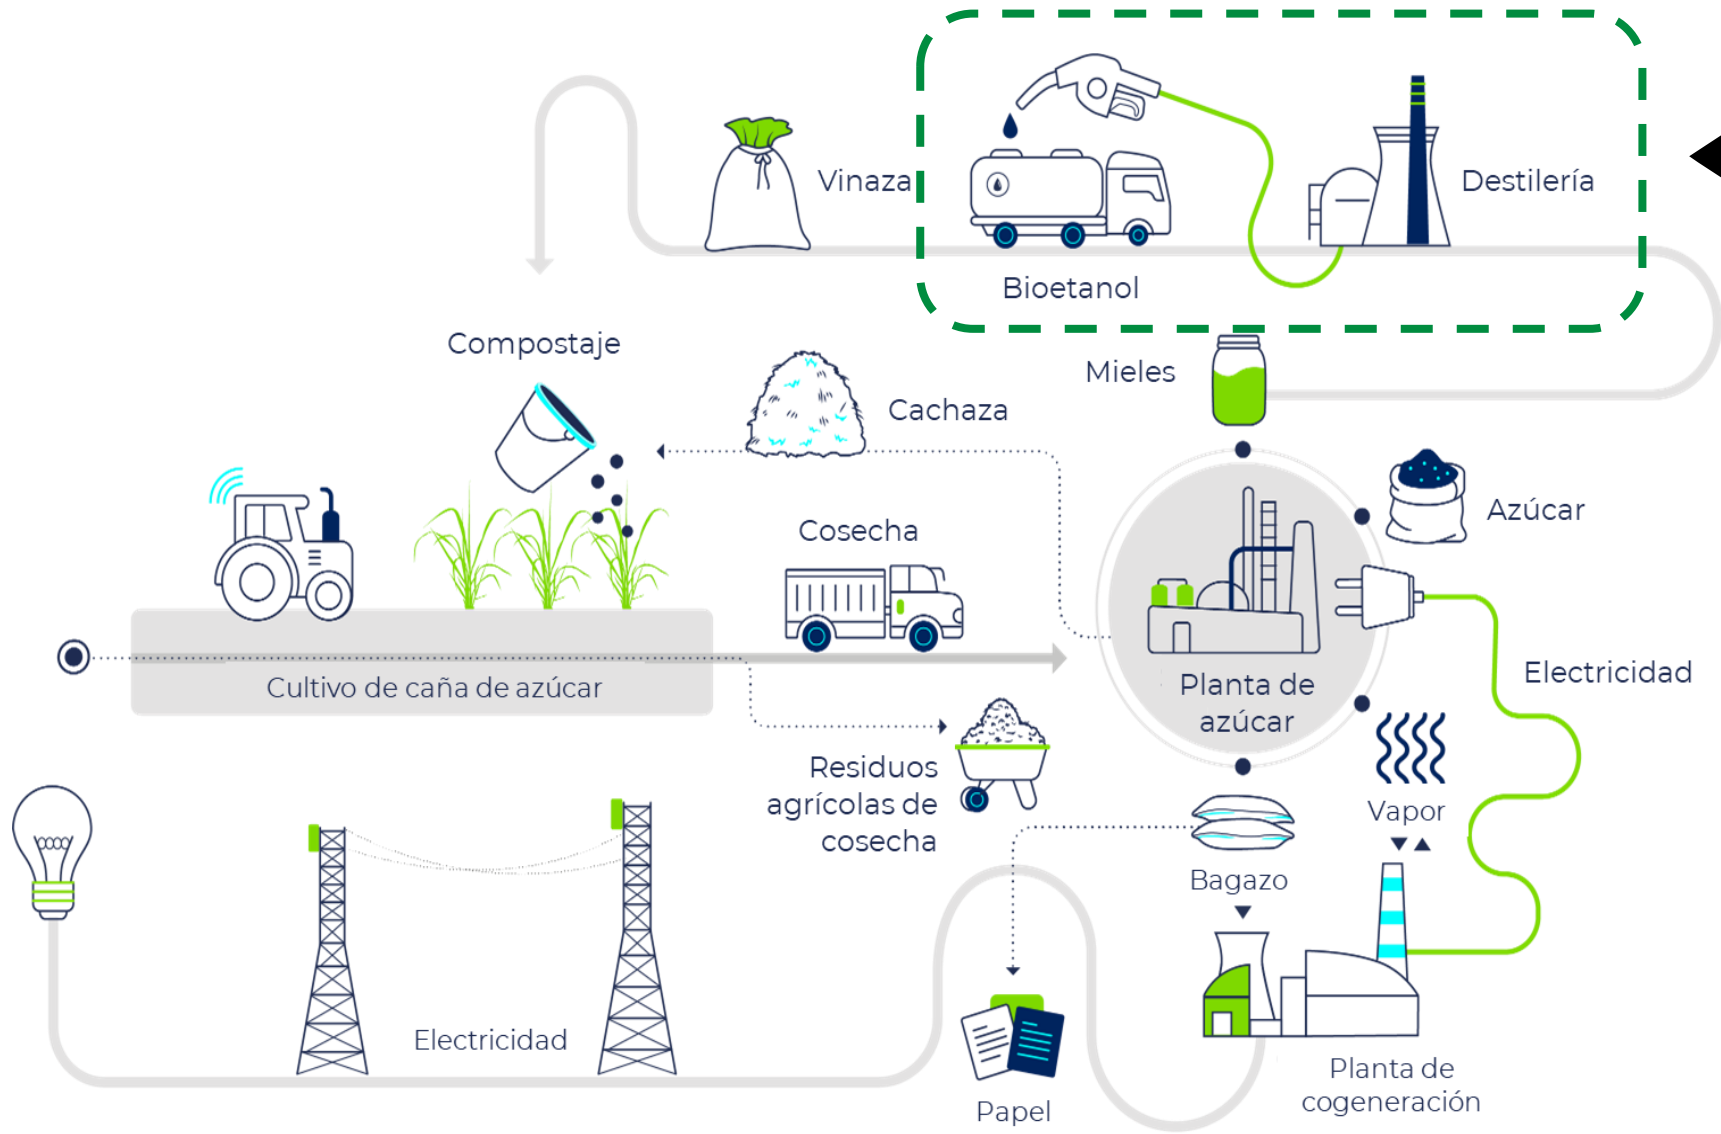 Vinaza
Destilería
Bioetanol
Compostaje
Mieles
Cachaza
Azúcar
Cosecha
Electricidad
Cultivo de caña de azúcar
Planta de
azúcar
Residuos
agrícolas de
cosecha
Vapor
Bagazo
Electricidad
Planta de
cogeneración
Papel